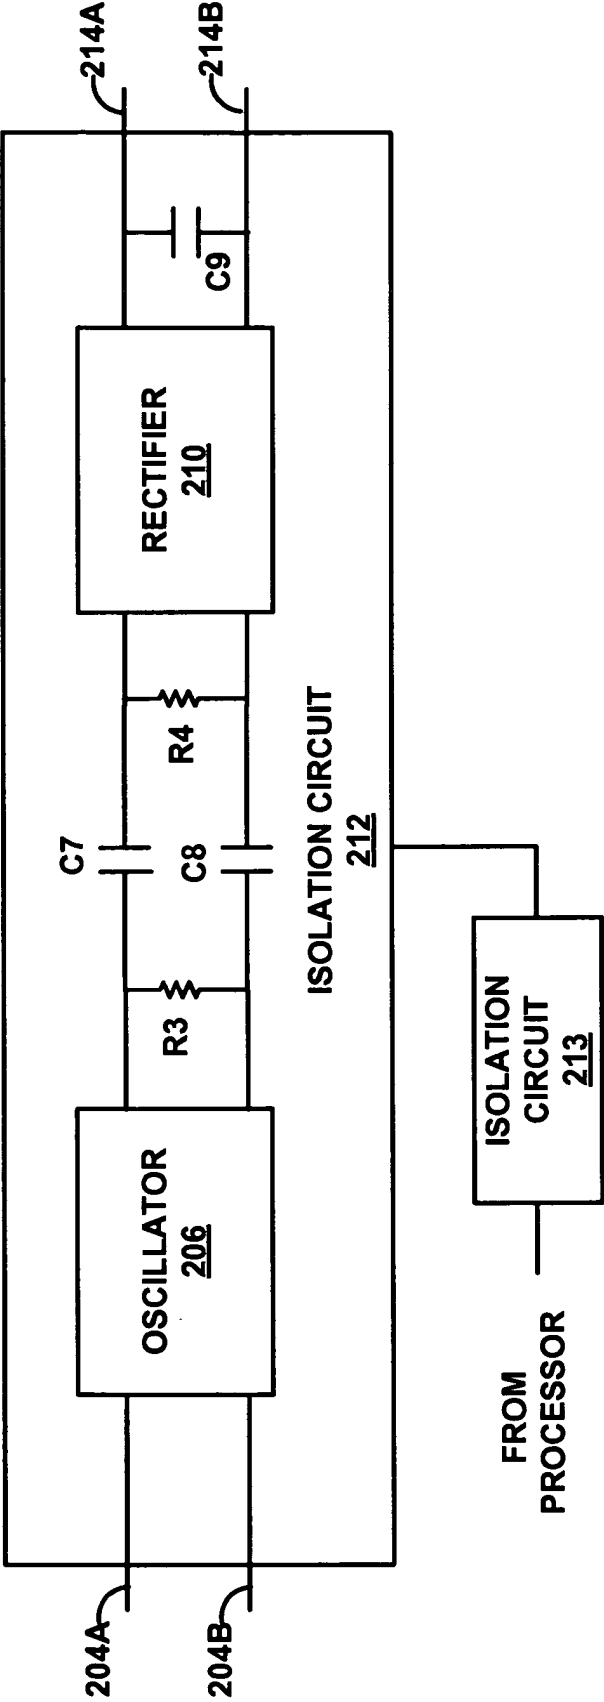 204A
204B
OSCILLATOR
206
R3
C7
C8
R4
RECTIFIER
210
C9
214A
214B
ISOLATION CIRCUIT
212
ISOLATION
CIRCUIT
213
FROM
PROCESSOR